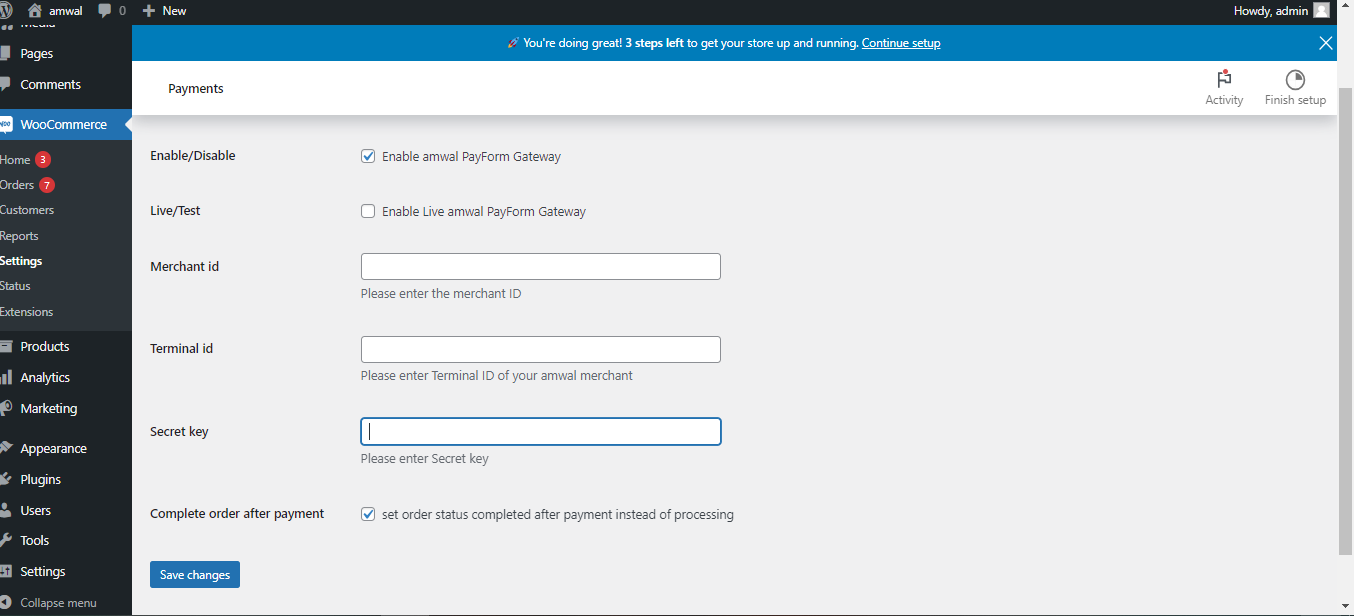 amwal 0 New
Howdy, admin
Media
Pages
Comments
WooCommerce
Home 3
Orders 7
Customers
Reports
Settings
Status
Extensions
Products
Analytics
Marketing
Appearance
Plugins
Users
Tools
Settings
Collapse menu
🚀 You're doing great! 3 steps left to get your store up and running. Continue setup
Payments
Activity
Finish setup
Enable/Disable
Enable amwal PayForm Gateway
Live/Test
Enable Live amwal PayForm Gateway
Merchant id
Please enter the merchant ID
Terminal id
Please enter Terminal ID of your amwal merchant
Secret key
Please enter Secret key
Complete order after payment
set order status completed after payment instead of processing
Save changes